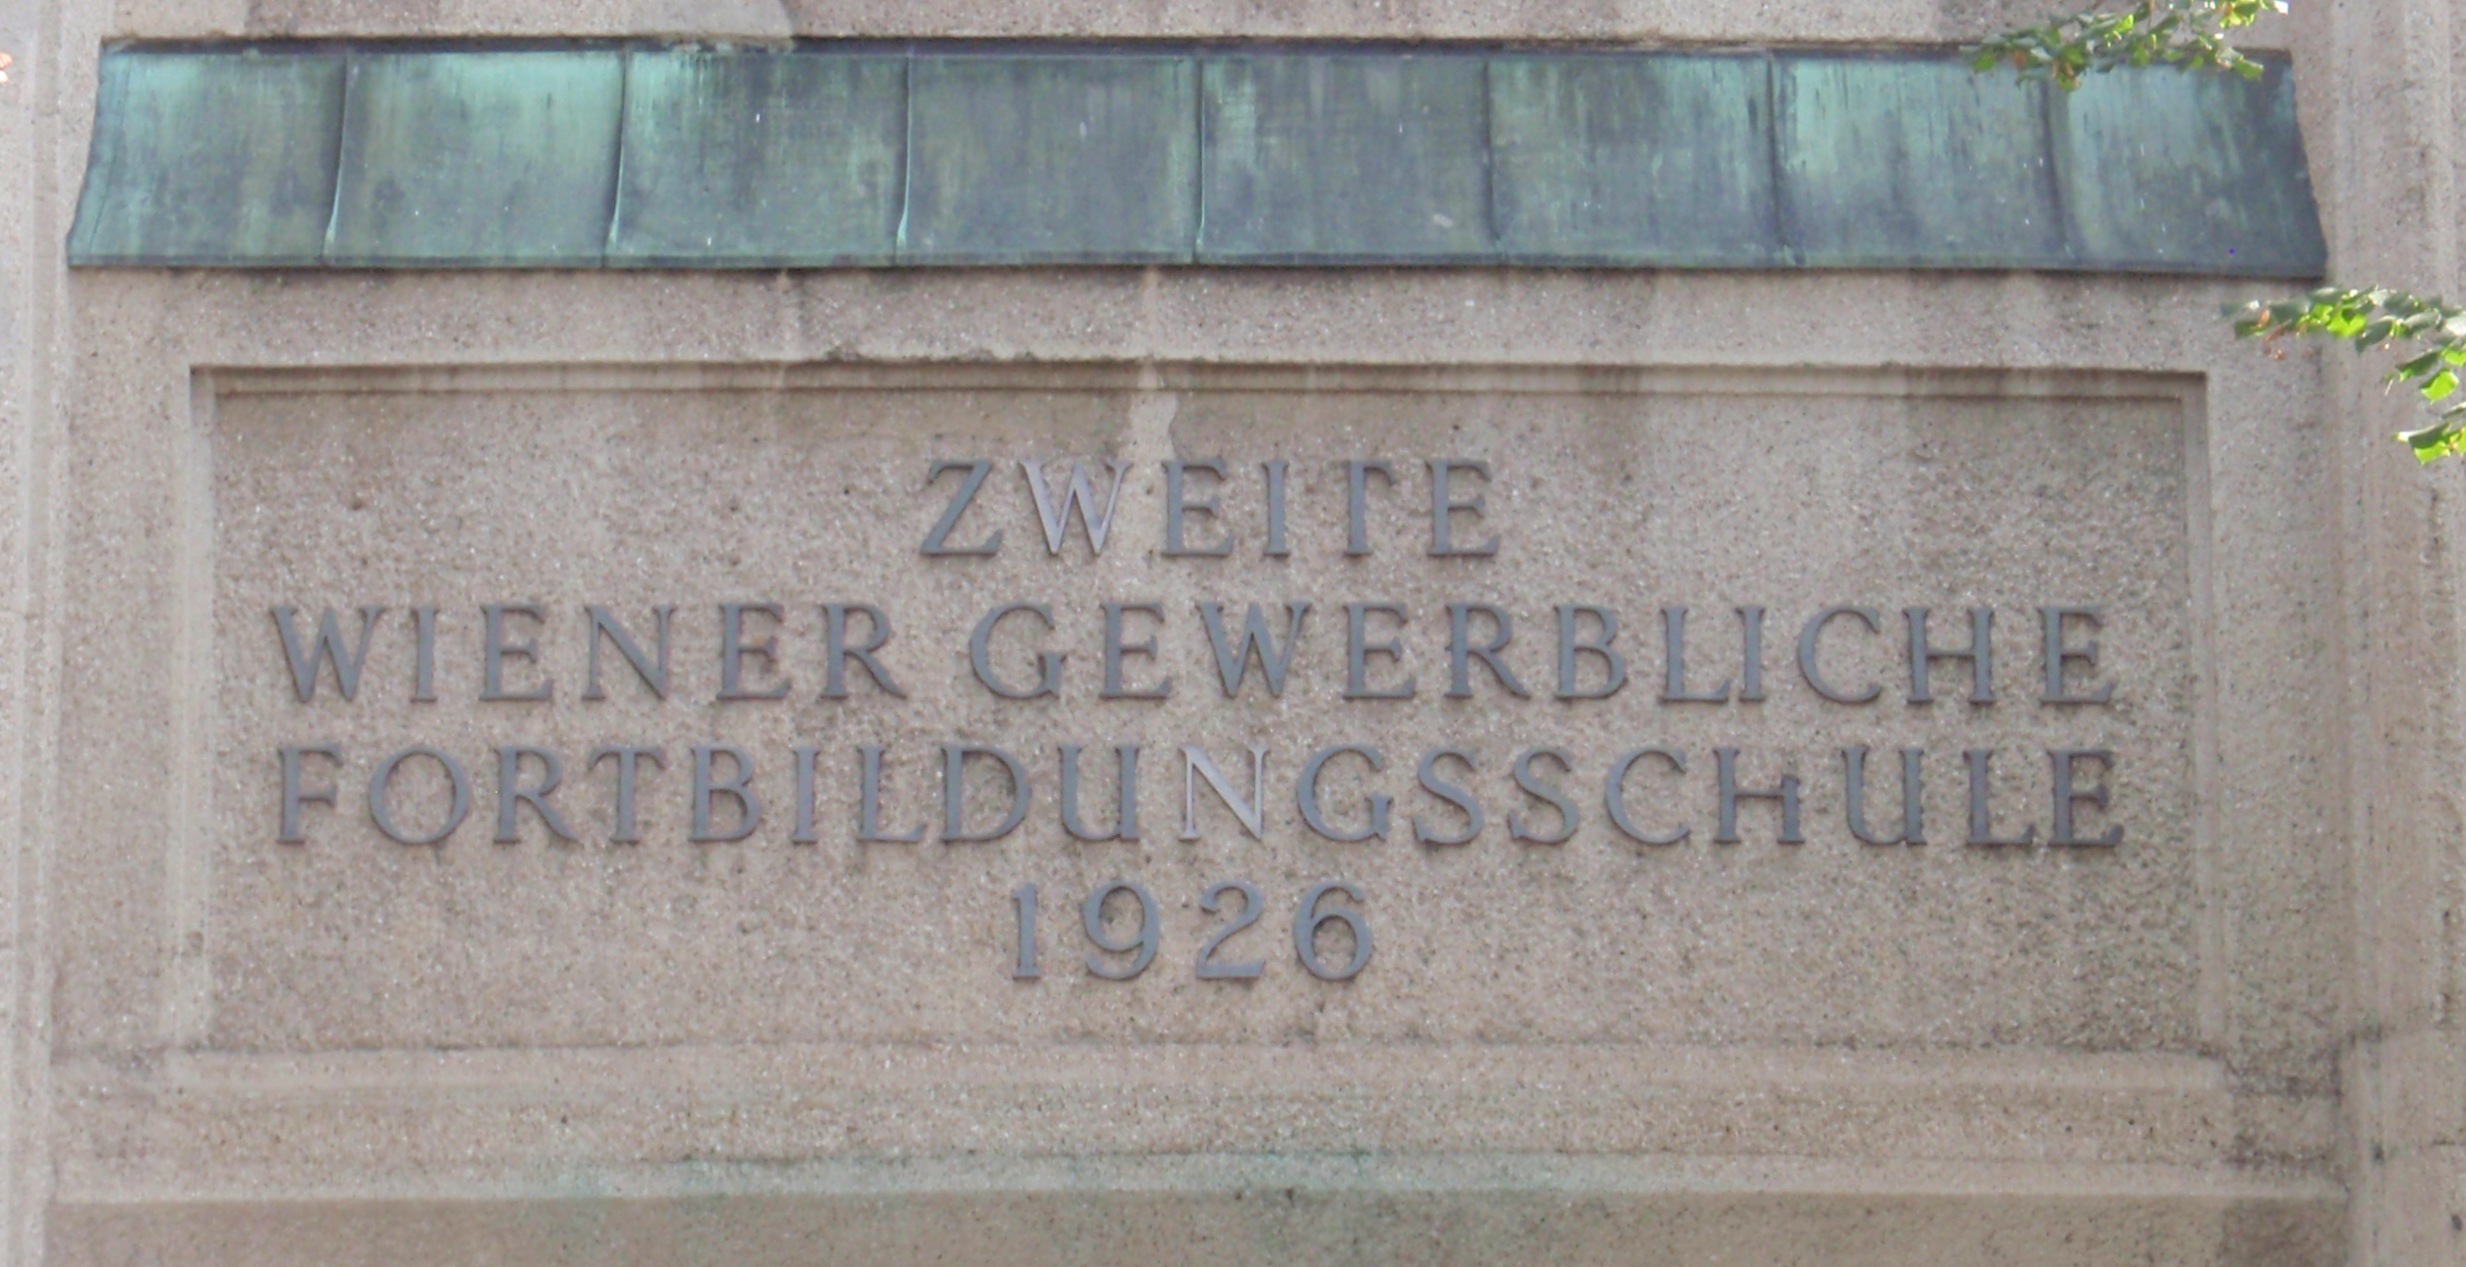 ZWEITE
WIENER GEWERBLICHE
FORTBILDUNGSSCHULE
1926